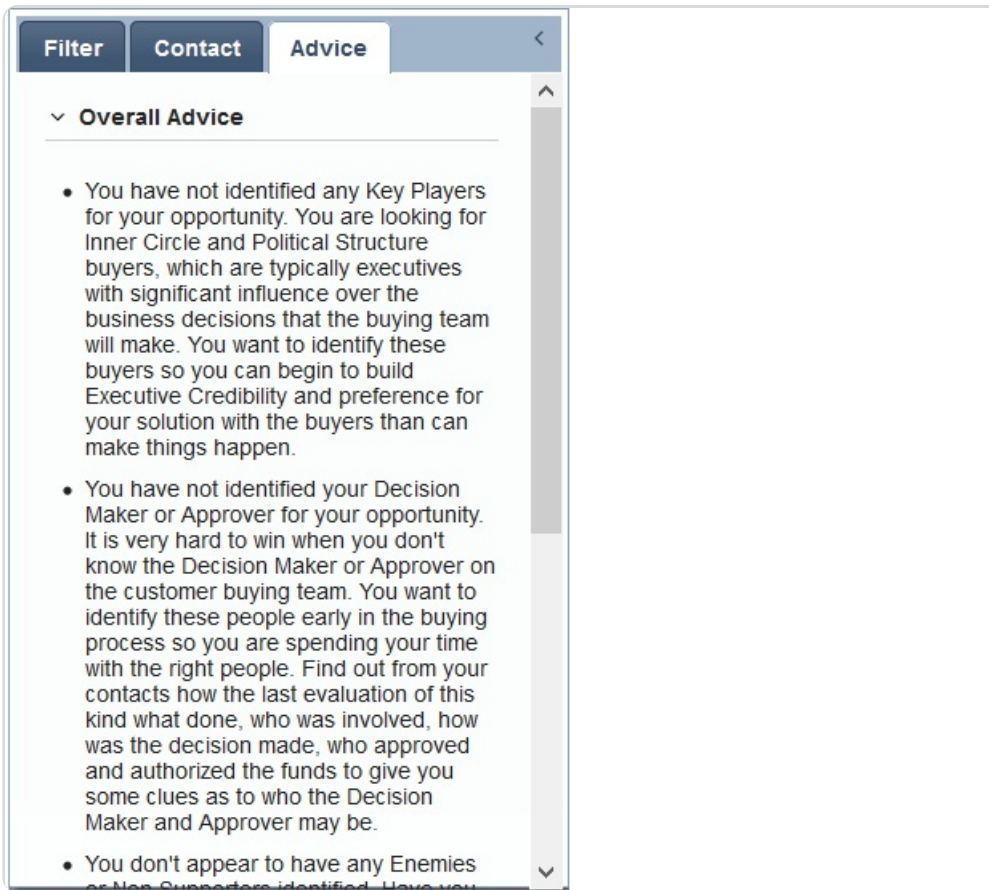 Filter Contact Advice
Overall Advice
• You have not identified any Key Players
for your opportunity. You are looking for
Inner Circle and Political Structure
buyers, which are typically executives
with significant influence over the
business decisions that the buying team
will make. You want to identify these
buyers so you can begin to build
Executive Credibility and preference for
your solution with the buyers than can
make things happen.
• You have not identified your Decision
Maker or Approver for your opportunity.
It is very hard to win when you don't
know the Decision Maker or Approver on
the customer buying team. You want to
identify these people early in the buying
process so you are spending your time
with the right people. Find out from your
contacts how the last evaluation of this
kind what done, who was involved, how
was the decision made, who approved
and authorized the funds to give you
some clues as to who the Decision
Maker and Approver may be.
• You don't appear to have any Enemies
or Non Supporters identified. Have you